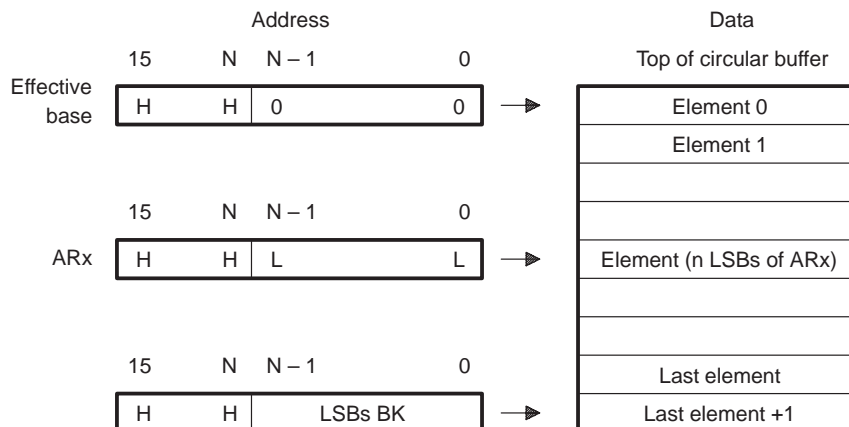 Address Data
15 N N – 1 0 Top of circular buffer
Effective base H H 0 0 Element 0
Element 1
15 N N – 1 0
ARx H H L L Element (n LSBs of ARx)
15 N N – 1 0 Last element
H H LSBs BK Last element +1